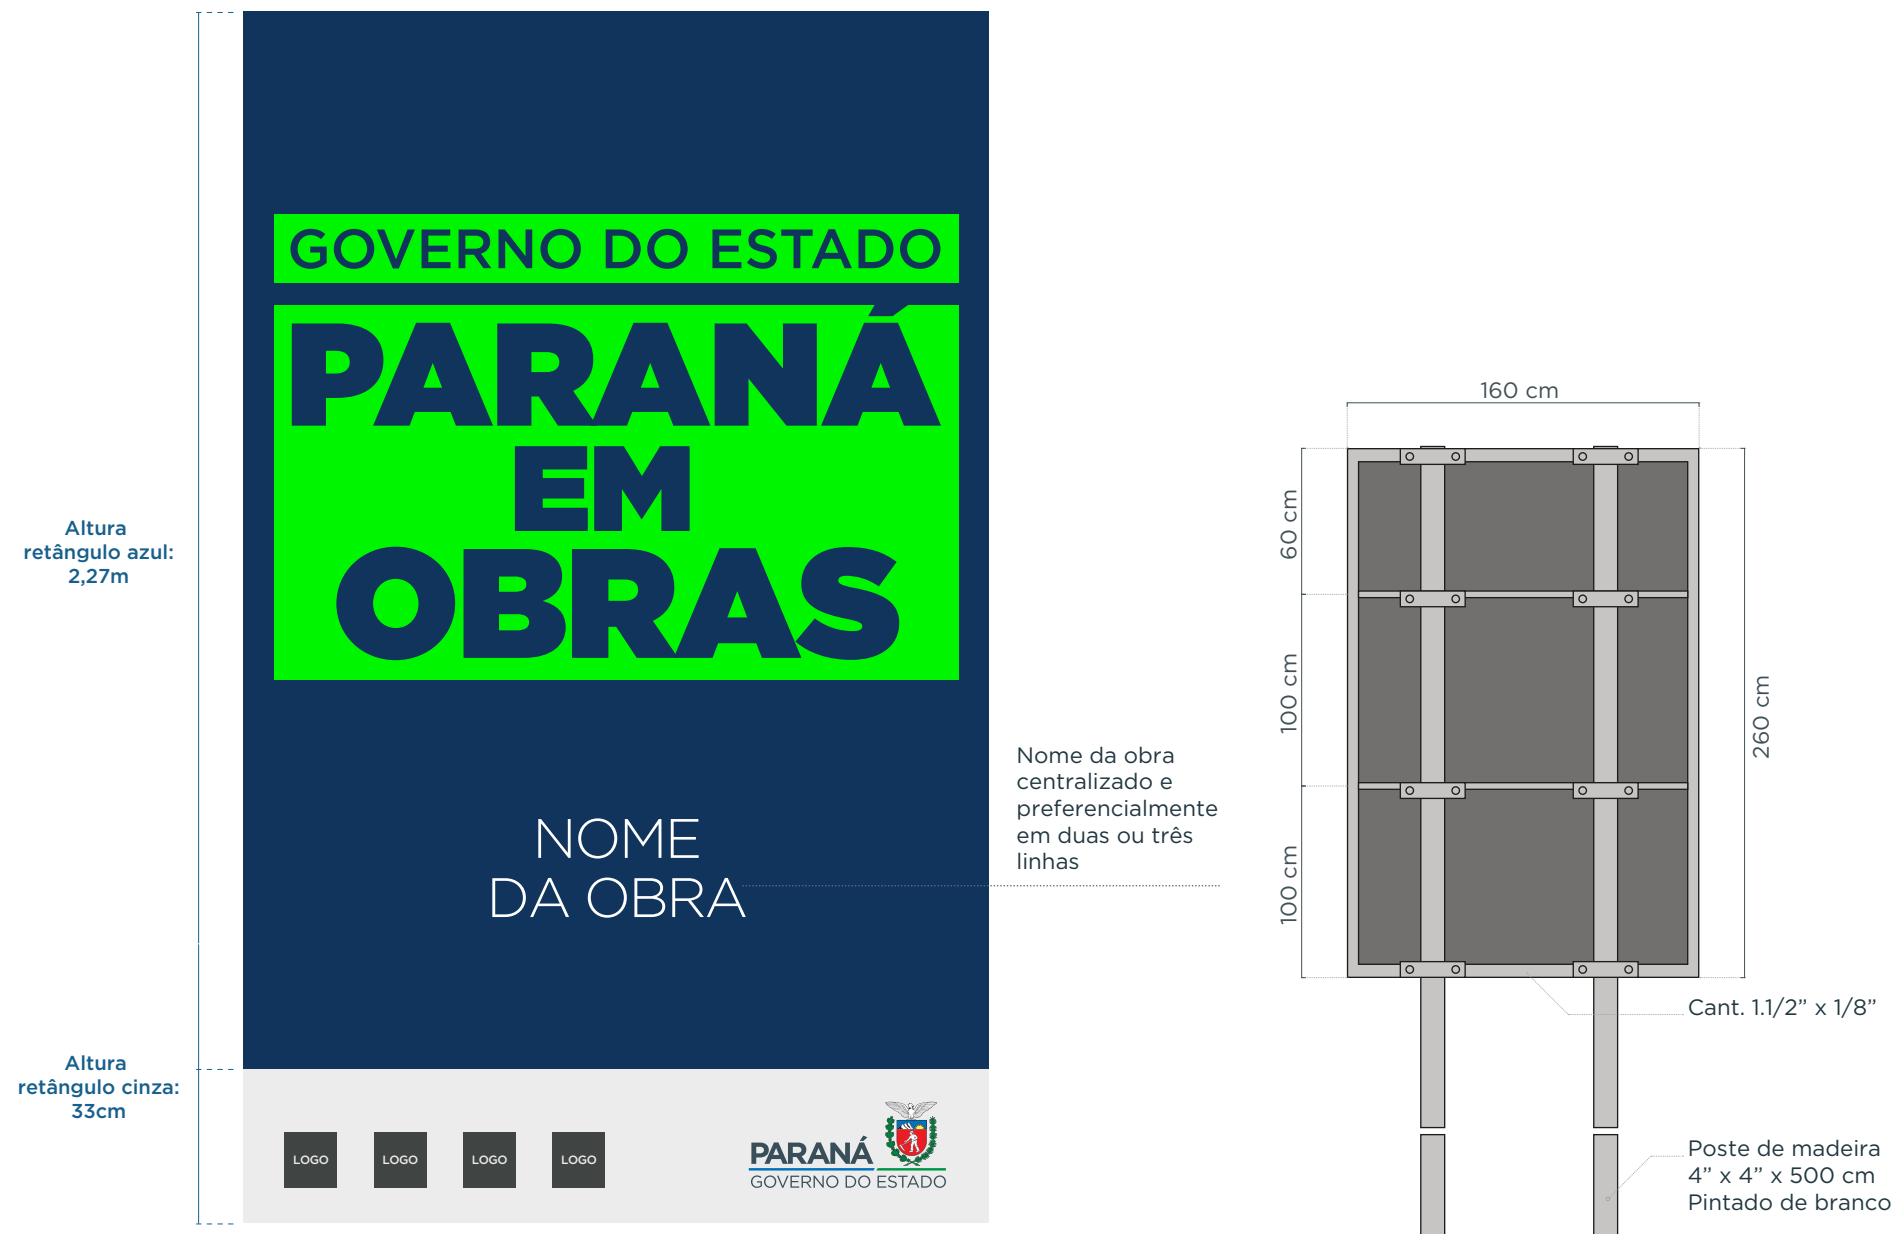 GOVERNO DO ESTADO
PARANÁ
EM
OBRAS
NOME
DA OBRA
Altura
retângulo azul:
2,27m
Altura
retângulo cinza:
33cm
LOGO
LOGO
LOGO
LOGO
PARANÁ
GOVERNO DO ESTADO
Nome da obra
centralizado e
preferencialmente
em duas ou três
linhas
160 cm
60 cm
100 cm
100 cm
260 cm
Cant. 1.1/2” x 1/8”
Poste de madeira
4” x 4” x 500 cm
Pintado de branco